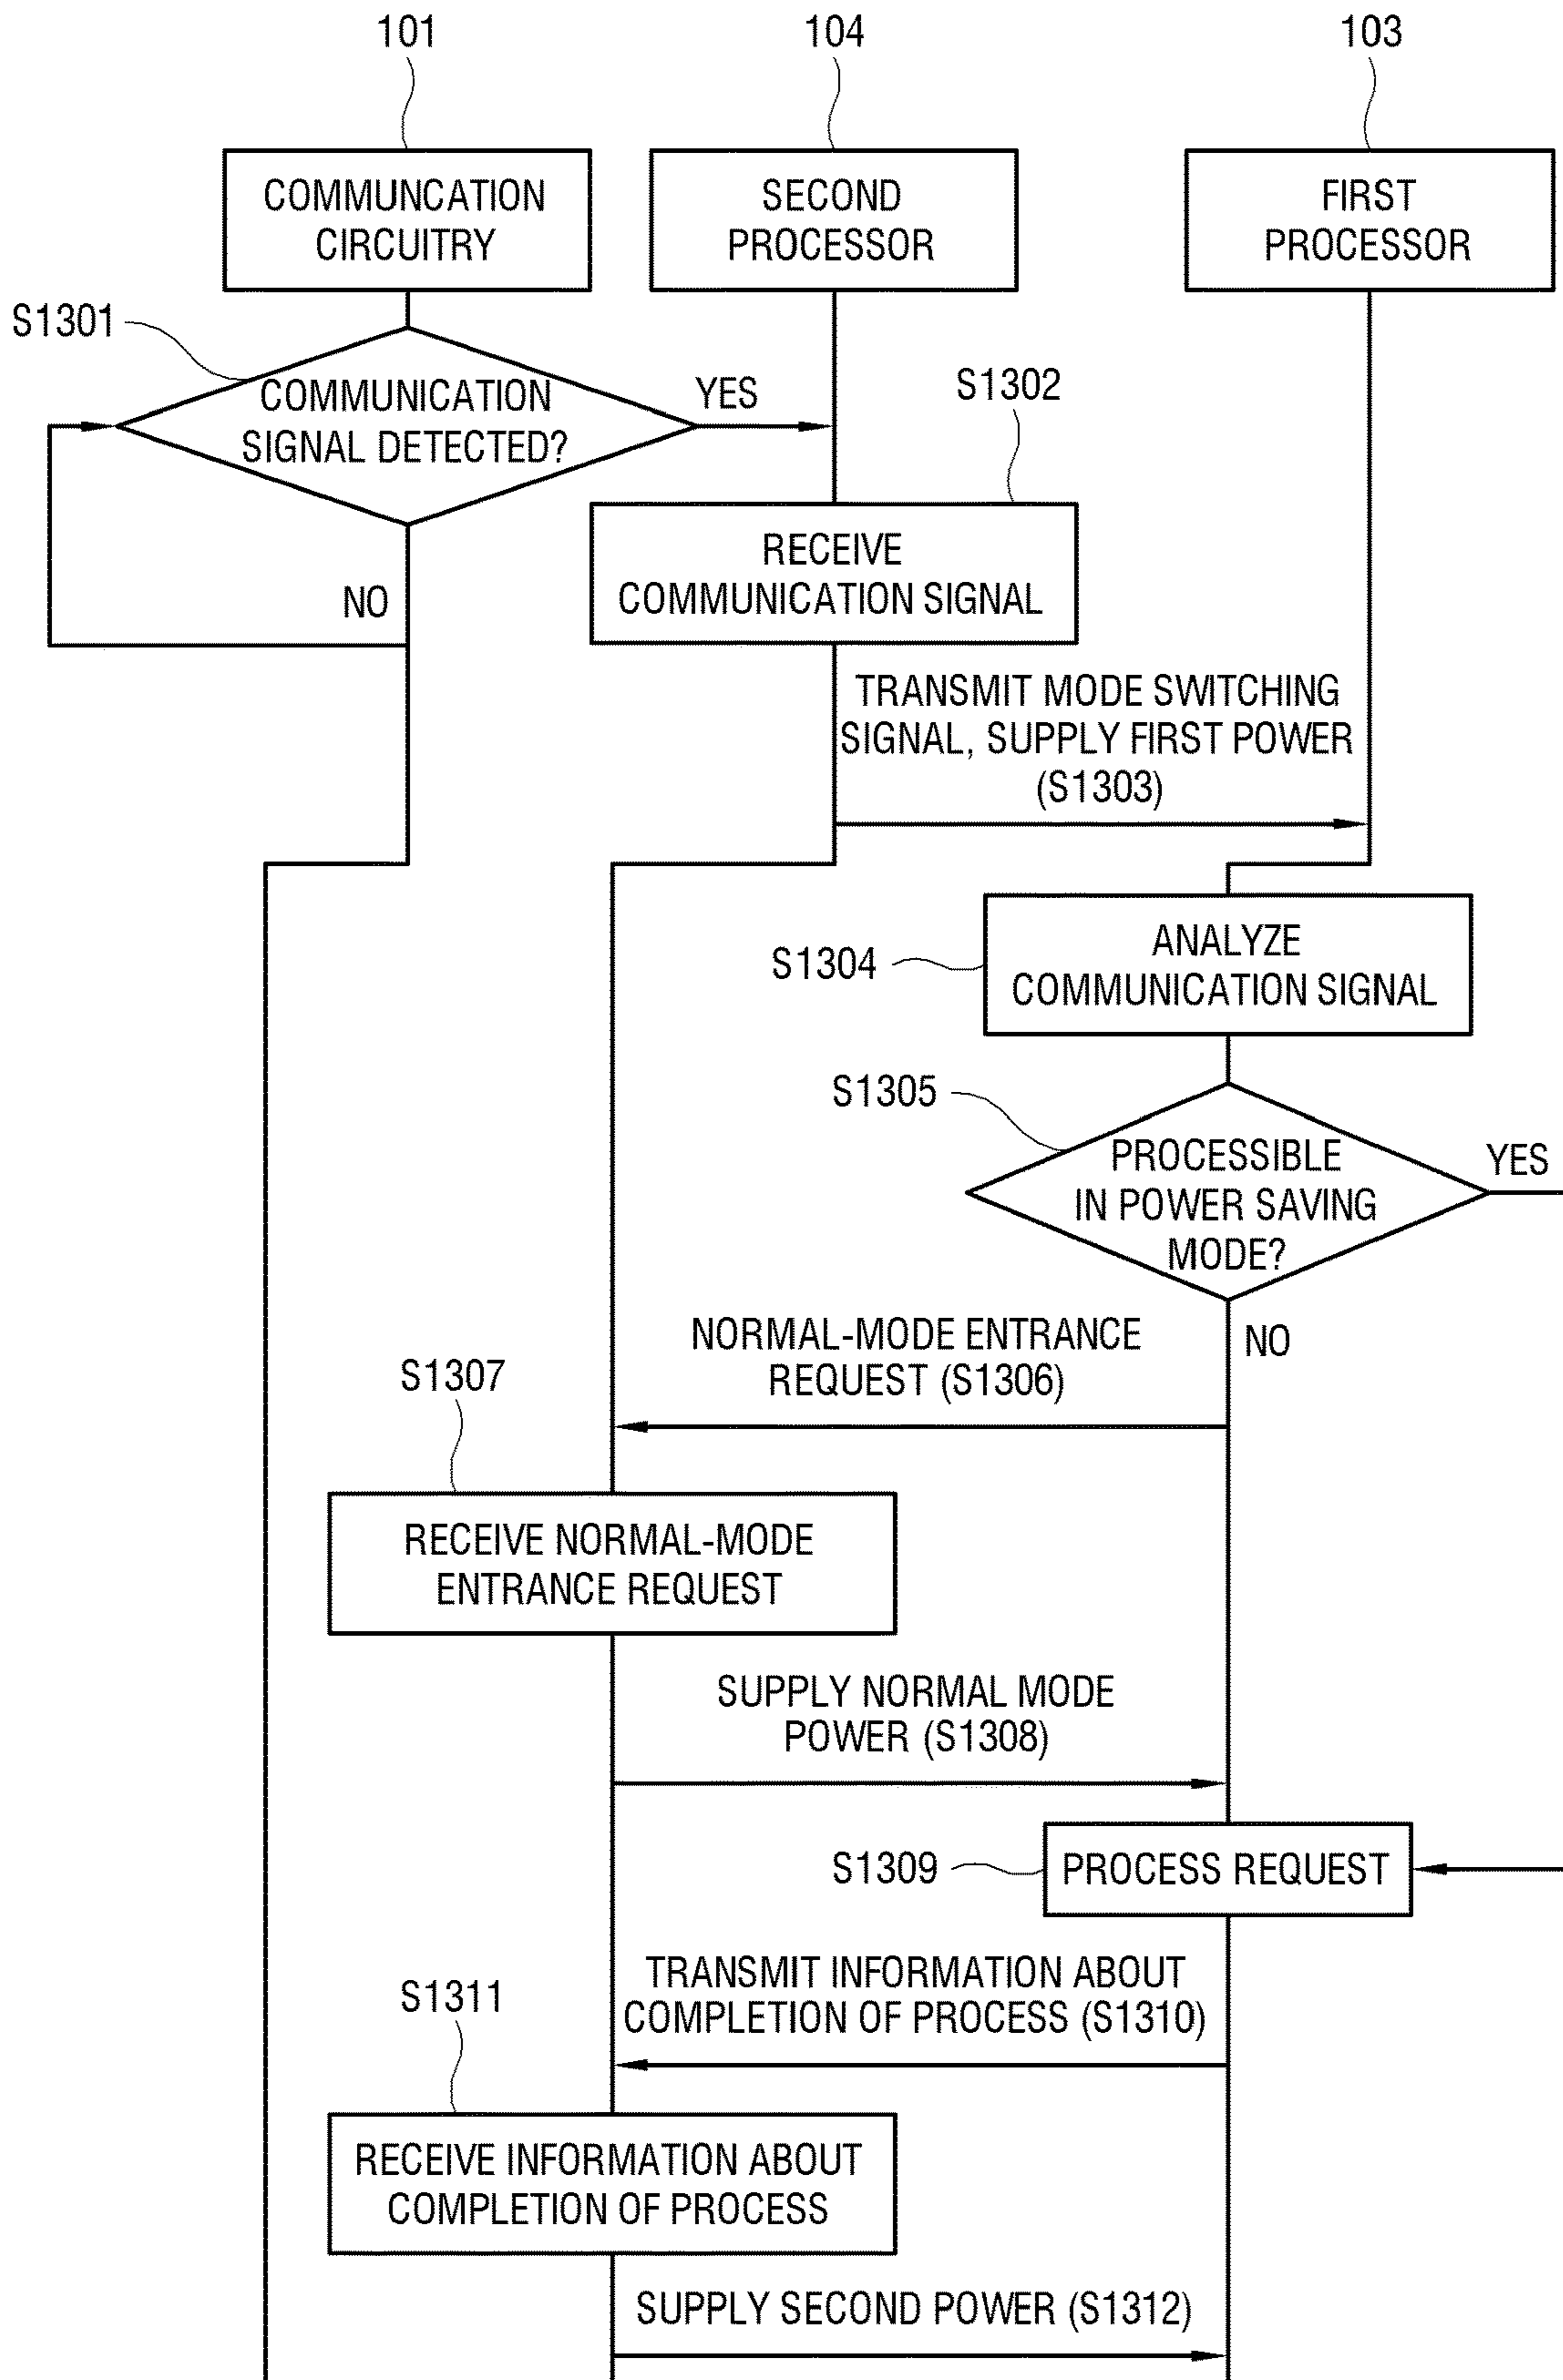 101
104
103
COMMUNCATION
CIRCUITRY
SECOND
PROCESSOR
FIRST
PROCESSOR
S1301
COMMUNICATION
SIGNAL DETECTED?
YES
NO
S1302
RECEIVE
COMMUNICATION SIGNAL
TRANSMIT MODE SWITCHING
SIGNAL, SUPPLY FIRST POWER
(S1303)
S1304
ANALYZE
COMMUNICATION SIGNAL
S1305
PROCESSIBLE
IN POWER SAVING
MODE?
YES
NO
NORMAL-MODE ENTRANCE
REQUEST (S1306)
S1307
RECEIVE NORMAL-MODE
ENTRANCE REQUEST
SUPPLY NORMAL MODE
POWER (S1308)
S1309
PROCESS REQUEST
TRANSMIT INFORMATION ABOUT
COMPLETION OF PROCESS (S1310)
S1311
RECEIVE INFORMATION ABOUT
COMPLETION OF PROCESS
SUPPLY SECOND POWER (S1312)